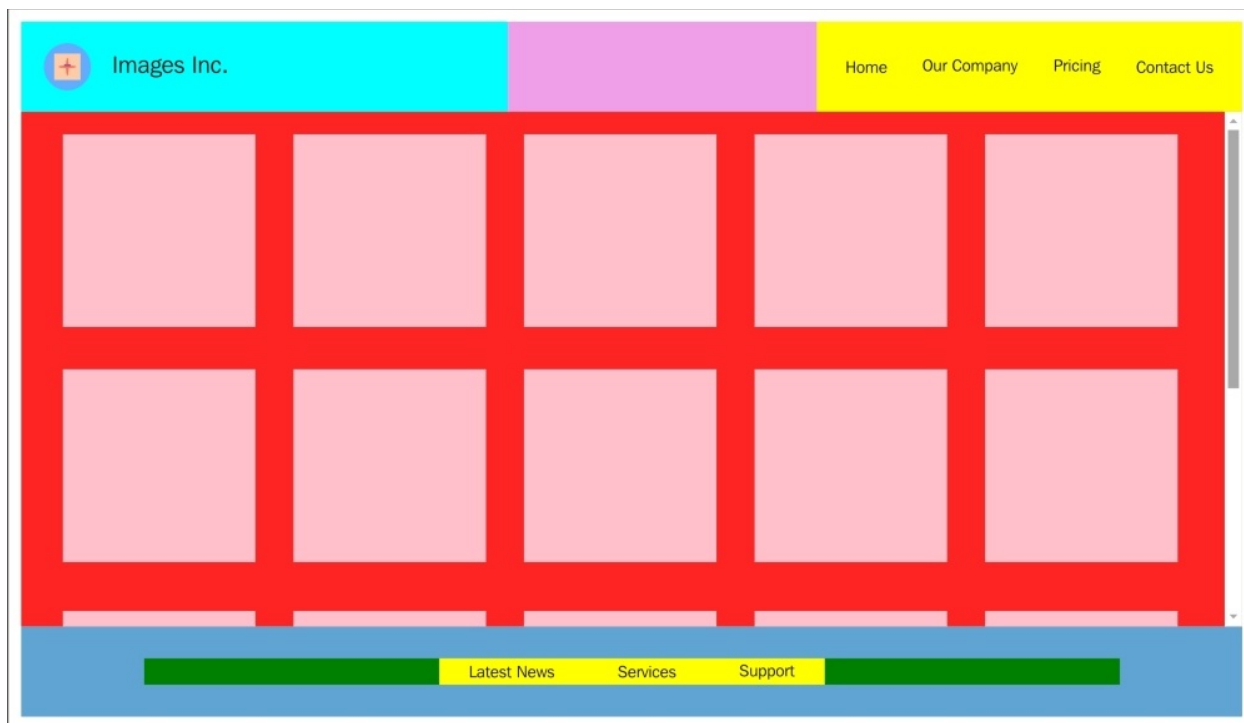 Images Inc.
Home Our Company Pricing Contact Us
Latest News Services Support